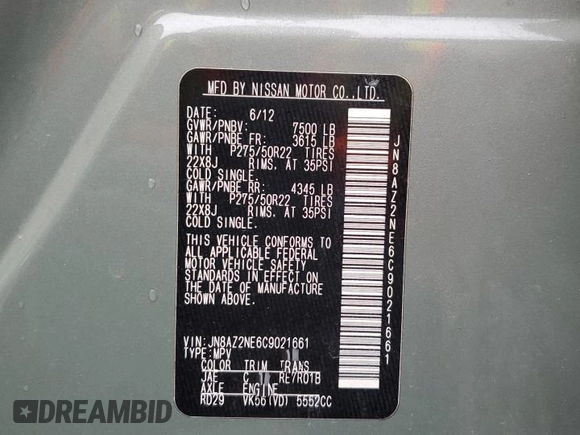 MFD BY NISSAN MOTOR CO.,LTD.
DATE: 6/12
GVWR/PNBV: 7500 LB
GAWR/PNBE FR: 3615 LB
WITH P275/50R22 TIRES
22X8J RIMS. AT 35PSI
COLD SINGLE.
GAWR/PNBE RR: 4345 LB
WITH P275/50R22 TIRES
22X8J RIMS. AT 35PSI
COLD SINGLE.
THIS VEHICLE CONFORMS TO
ALL APPLICABLE FEDERAL
MOTOR VEHICLE SAFETY
STANDARDS IN EFFECT ON
THE DATE OF MANUFACTURE
SHOWN ABOVE.
VIN: JN8AZ2NE6C9021661
TYPE: MPV
COLOR TRIM TRANS
JAE C RE7R01B
AXLE ENGINE
RD29 VK56(VD) 5552CC
JN8AZ2NE6C9021661
DREAMBID